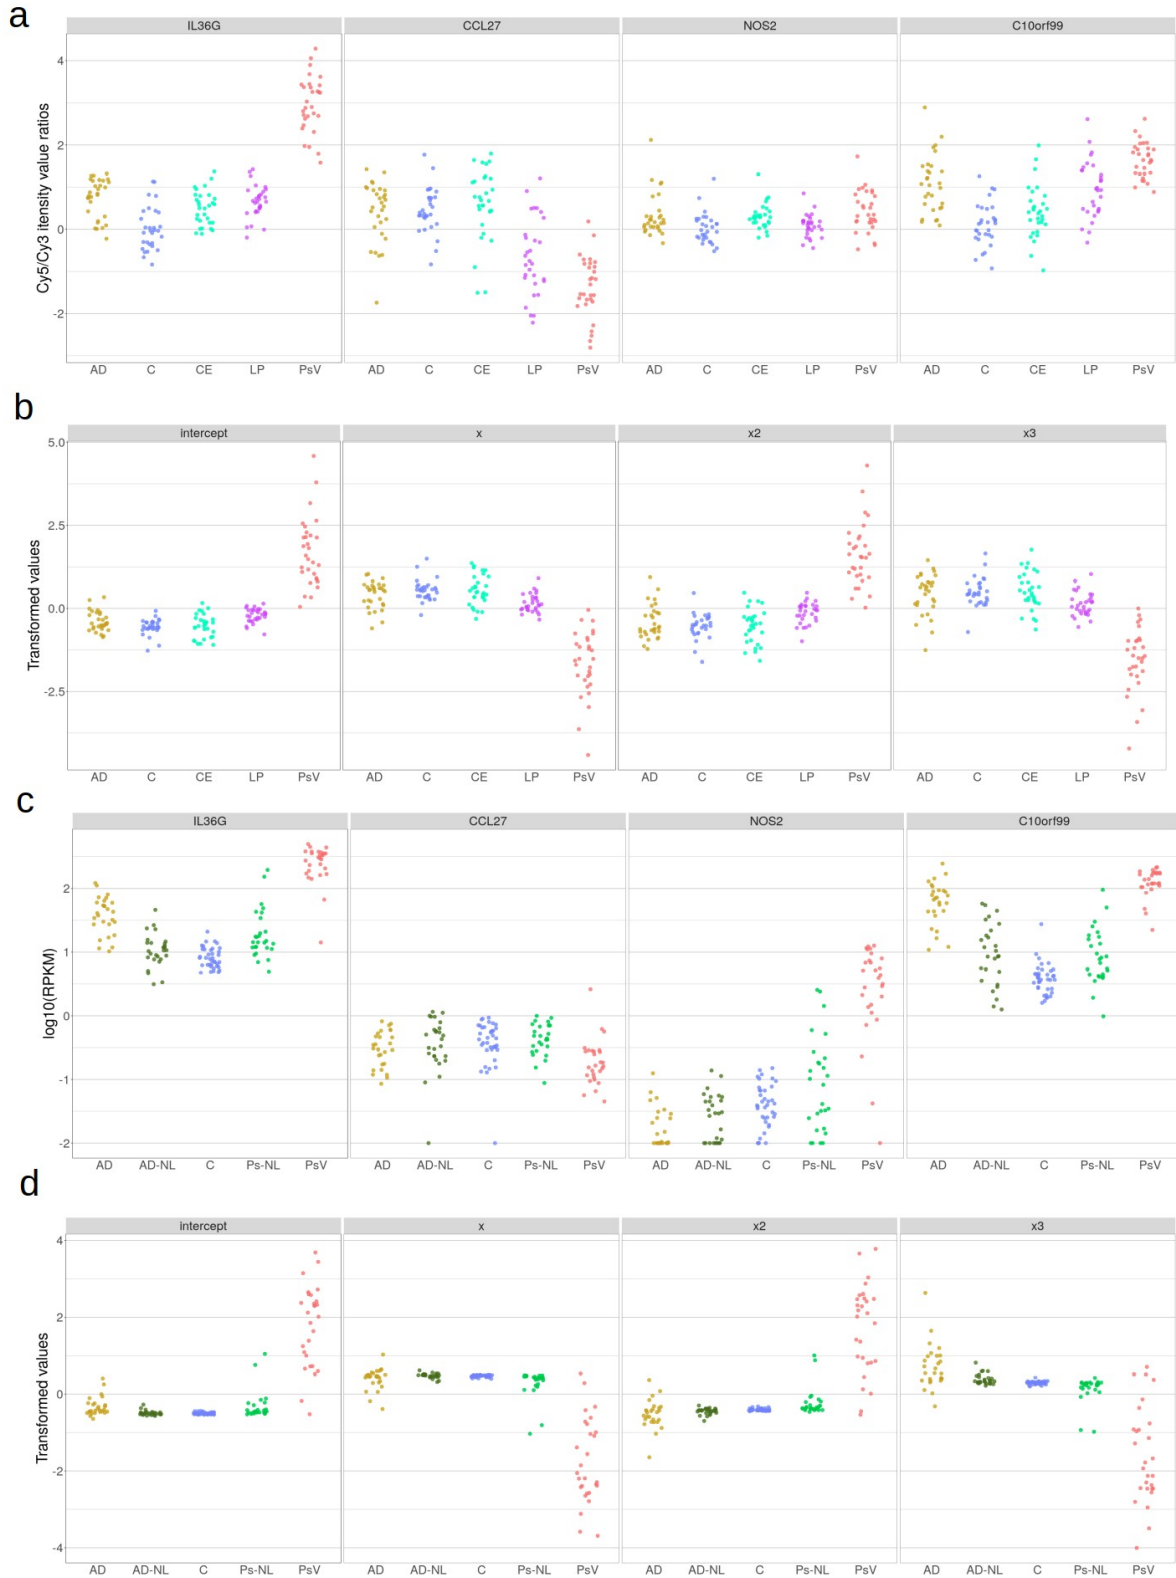 a
IL36G CCL27 NOS2 C10orf99
Cy5/Cy3 itensity value ratios
4
2
0
-2
AD C CE LP PsV AD C CE LP PsV AD C CE LP PsV AD C CE LP PsV
b
intercept x x2 x3
Transformed values
5.0
2.5
0.0
-2.5
AD C CE LP PsV AD C CE LP PsV AD C CE LP PsV AD C CE LP PsV
c
IL36G CCL27 NOS2 C10orf99
log10(RPKM)
2
1
0
-1
-2
AD AD-NL C Ps-NL PsV AD AD-NL C Ps-NL PsV AD AD-NL C Ps-NL PsV AD AD-NL C Ps-NL PsV
d
intercept x x2 x3
Transformed values
4
2
0
-2
-4
AD AD-NL C Ps-NL PsV AD AD-NL C Ps-NL PsV AD AD-NL C Ps-NL PsV AD AD-NL C Ps-NL PsV